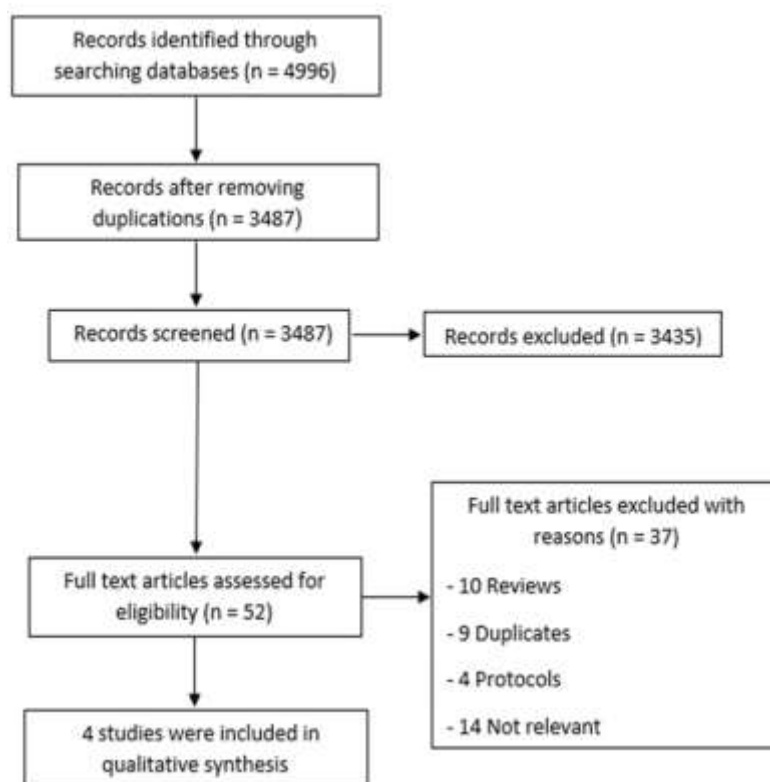 Records identified through
searching databases (n = 4996)
Records after removing
duplications (n = 3487)
Records screened (n = 3487)
Records excluded (n = 3435)
Full text articles excluded with
reasons (n = 37)
- 10 Reviews
- 9 Duplicates
- 4 Protocols
- 14 Not relevant
Full text articles assessed for
eligibility (n = 52)
4 studies were included in
qualitative synthesis